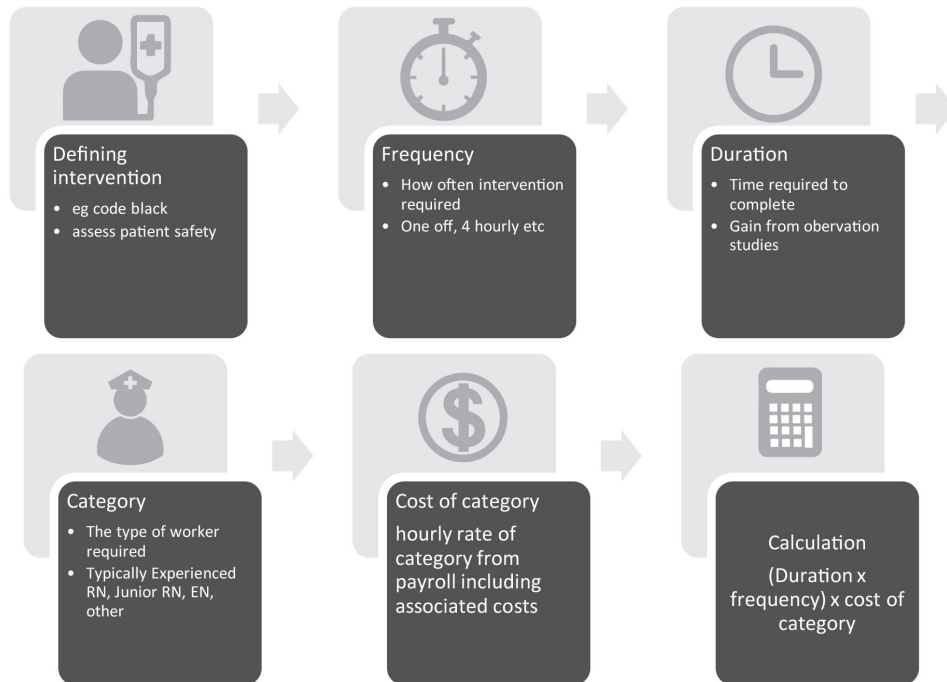 Defining
intervention
• eg code black
• assess patient safety
Frequency
• How often intervention
required
• One off, 4 hourly etc
Duration
• Time required to
complete
• Gain from obervation
studies
Category
• The type of worker
required
• Typically Experienced
RN, Junior RN, EN,
other
Cost of category
hourly rate of
category from
payroll including
associated costs
Calculation
(Duration x
frequency) x cost of
category